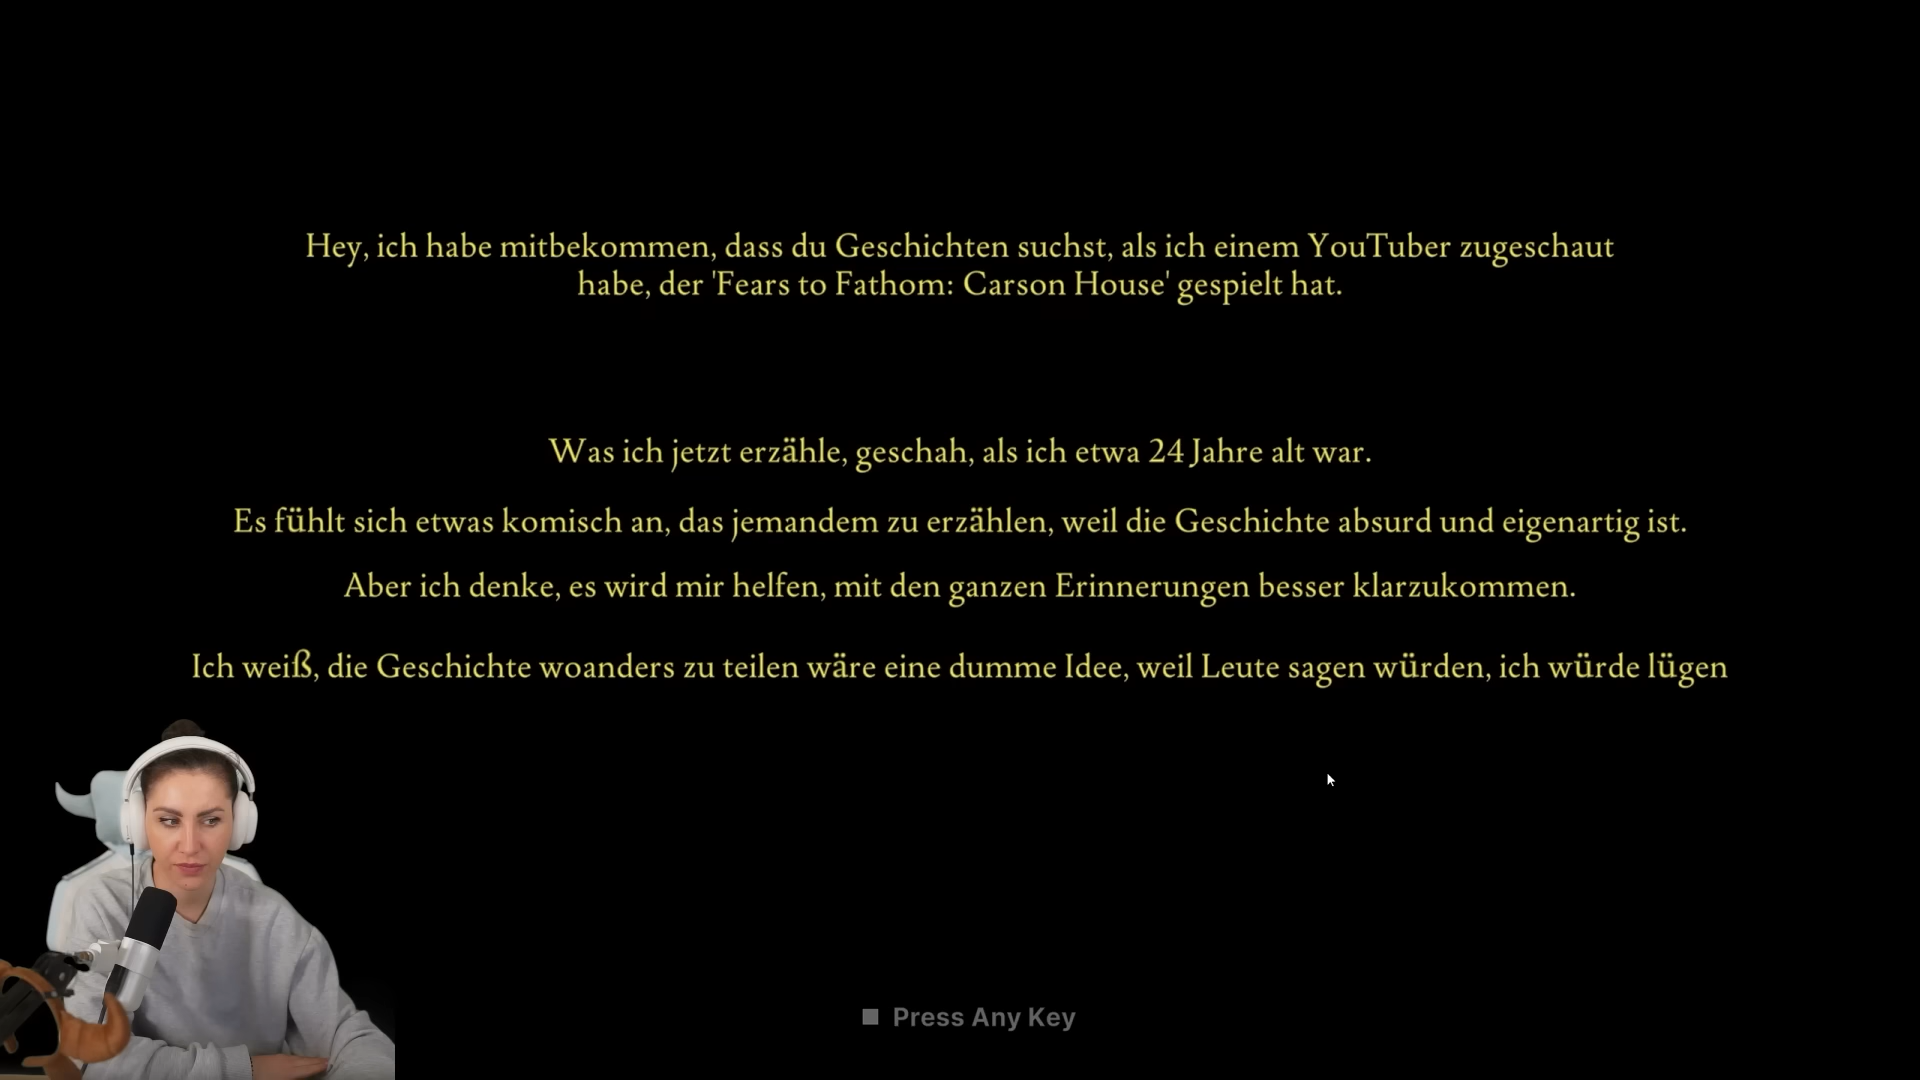 Hey, ich habe mitbekommen, dass du Geschichten suchst, als ich einem YouTuber zugeschaut
habe, der 'Fears to Fathom: Carson House' gespielt hat.
Was ich jetzt erzähle, geschah, als ich etwa 24 Jahre alt war.
Es fühlt sich etwas komisch an, das jemandem zu erzählen, weil die Geschichte absurd und eigenartig ist.
Aber ich denke, es wird mir helfen, mit den ganzen Erinnerungen besser klarzukommen.
Ich weiß, die Geschichte woanders zu teilen wäre eine dumme Idee, weil Leute sagen würden, ich würde lügen
Press Any Key